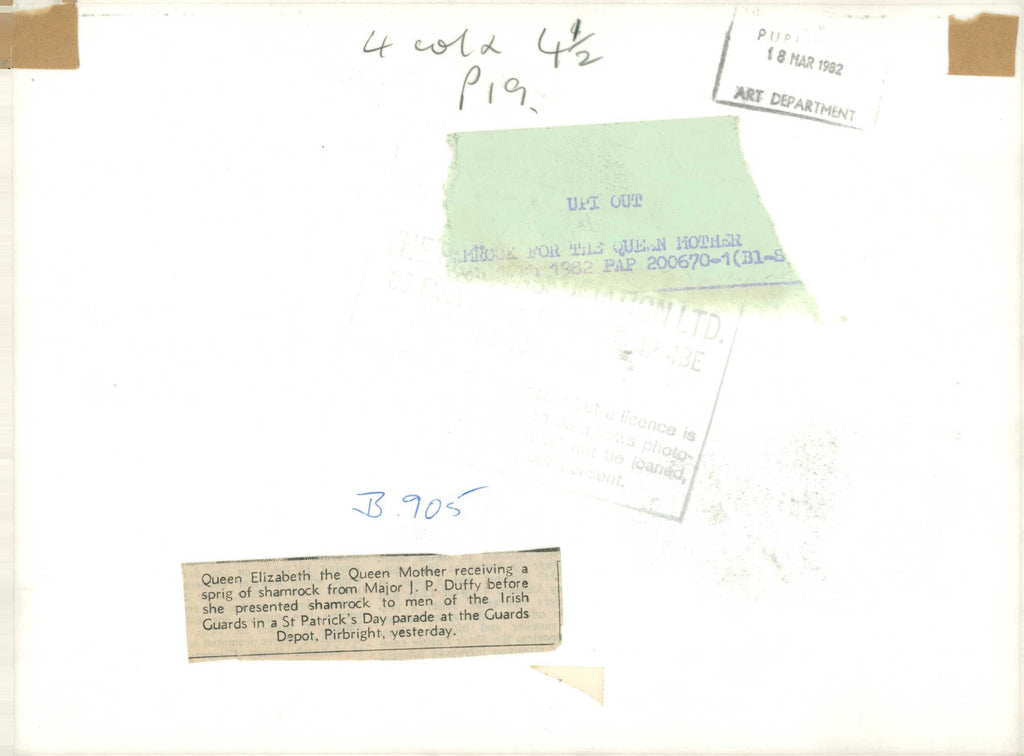 4 cols 4½
P19.
18 MAR 1982
ART DEPARTMENT
UPI OUT
FOR THE QUEEN MOTHER
1982 PAP 200670-1(B1-S
LTD.
a licence is
news photo-
not be loaned,
consent.
B.905
Queen Elizabeth the Queen Mother receiving a
sprig of shamrock from Major J. P. Duffy before
she presented shamrock to men of the Irish
Guards in a St Patrick's Day parade at the Guards
Depot, Pirbright, yesterday.